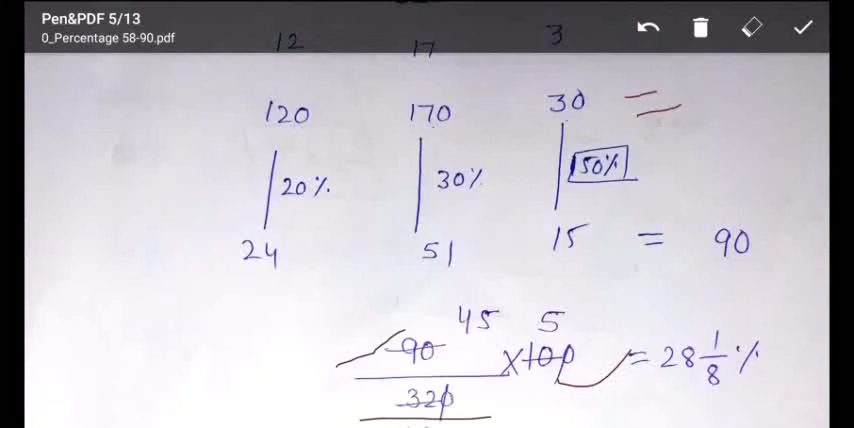 Pen&PDF 5/13
0_Percentage 58-90.pdf
12 17 3
120 170 30
20% 30% 50%
24 51 15 = 90
45 5
90 x100 = 28 1/8 %
320